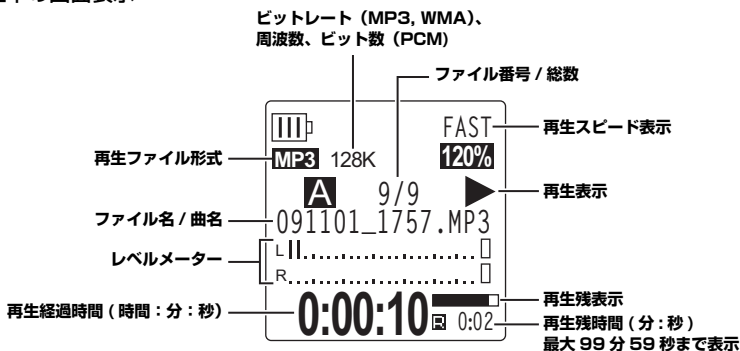 ビットレート（MP3, WMA）、
周波数、ビット数（PCM）
ファイル番号 / 総数
FAST
再生スピード表示
再生ファイル形式
MP3 128K
120%
A 9/9
再生表示
ファイル名 / 曲名
091101_1757.MP3
レベルメーター
L
R
再生経過時間 ( 時間：分：秒）
0:00:10
再生残表示
R 0:02
再生残時間 ( 分 : 秒 )
最大 99 分 59 秒まで表示